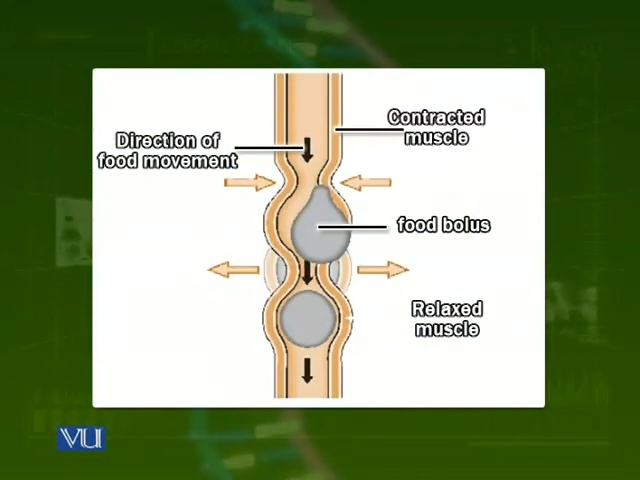 Contracted
muscle
Direction of
food movement
food bolus
Relaxed
muscle
VU